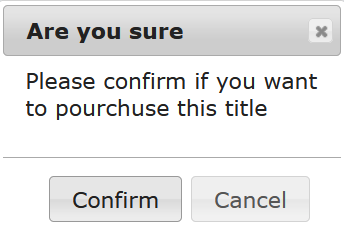 Are you sure
Please confirm if you want
to pourchuse this title
Confirm
Cancel